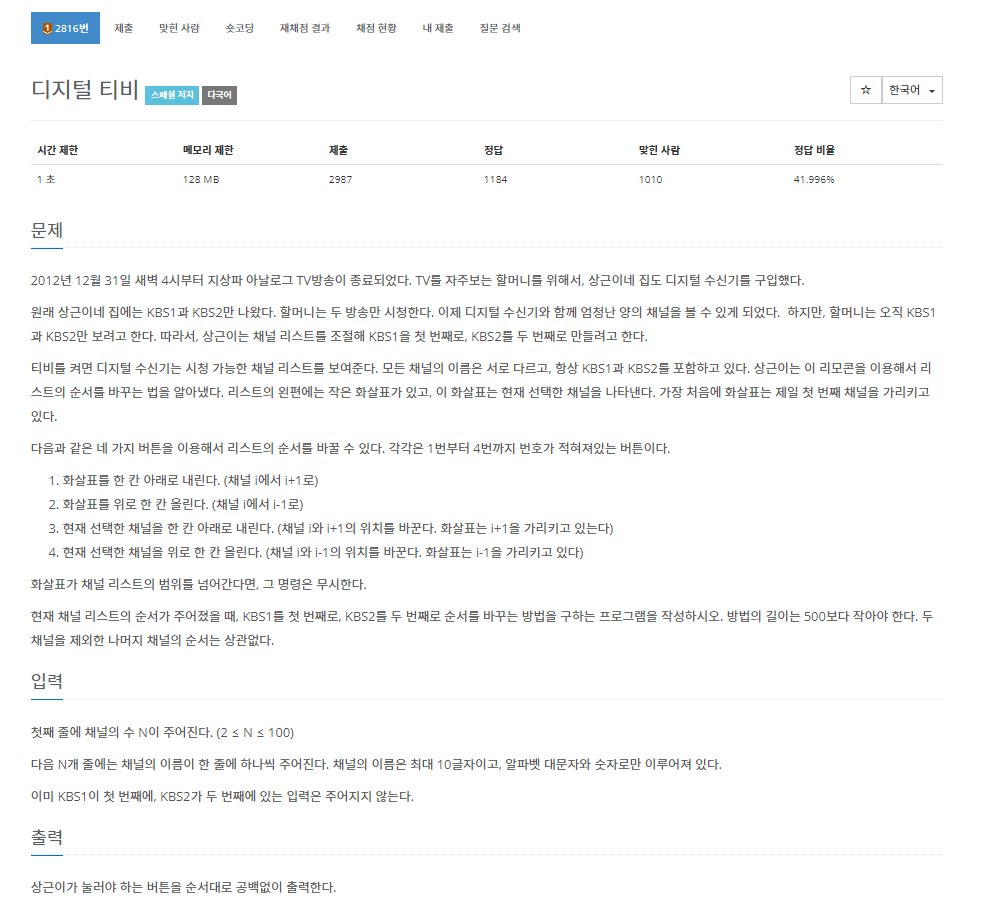 2816번 제출 맞힌 사람 숏코딩 재채점 결과 채점 현황 내 제출 질문 검색
디지털 티비 스페셜 저지 다국어 ☆ 한국어
시간 제한 메모리 제한 제출 정답 맞힌 사람 정답 비율
1 초 128 MB 2987 1184 1010 41.996%
문제
2012년 12월 31일 새벽 4시부터 지상파 아날로그 TV방송이 종료되었다. TV를 자주보는 할머니를 위해서, 상근이네 집도 디지털 수신기를 구입했다.
원래 상근이네 집에는 KBS1과 KBS2만 나왔다. 할머니는 두 방송만 시청한다. 이제 디지털 수신기와 함께 엄청난 양의 채널을 볼 수 있게 되었다. 하지만, 할머니는 오직 KBS1
과 KBS2만 보려고 한다. 따라서, 상근이는 채널 리스트를 조절해 KBS1을 첫 번째로, KBS2를 두 번째로 만들려고 한다.
티비를 켜면 디지털 수신기는 시청 가능한 채널 리스트를 보여준다. 모든 채널의 이름은 서로 다르고, 항상 KBS1과 KBS2를 포함하고 있다. 상근이는 이 리모콘을 이용해서 리
스트의 순서를 바꾸는 법을 알아냈다. 리스트의 왼편에는 작은 화살표가 있고, 이 화살표는 현재 선택한 채널을 나타낸다. 가장 처음에 화살표는 제일 첫 번째 채널을 가리키고
있다.
다음과 같은 네 가지 버튼을 이용해서 리스트의 순서를 바꿀 수 있다. 각각은 1번부터 4번까지 번호가 적혀져있는 버튼이다.
1. 화살표를 한 칸 아래로 내린다. (채널 i에서 i+1로)
2. 화살표를 위로 한 칸 올린다. (채널 i에서 i-1로)
3. 현재 선택한 채널을 한 칸 아래로 내린다. (채널 i와 i+1의 위치를 바꾼다. 화살표는 i+1을 가리키고 있는다)
4. 현재 선택한 채널을 위로 한 칸 올린다. (채널 i와 i-1의 위치를 바꾼다. 화살표는 i-1을 가리키고 있다)
화살표가 채널 리스트의 범위를 넘어간다면, 그 명령은 무시한다.
현재 채널 리스트의 순서가 주어졌을 때, KBS1를 첫 번째로, KBS2를 두 번째로 순서를 바꾸는 방법을 구하는 프로그램을 작성하시오. 방법의 길이는 500보다 작아야 한다. 두
채널을 제외한 나머지 채널의 순서는 상관없다.
입력
첫째 줄에 채널의 수 N이 주어진다. (2 ≤ N ≤ 100)
다음 N개 줄에는 채널의 이름이 한 줄에 하나씩 주어진다. 채널의 이름은 최대 10글자이고, 알파벳 대문자와 숫자로만 이루어져 있다.
이미 KBS1이 첫 번째에, KBS2가 두 번째에 있는 입력은 주어지지 않는다.
출력
상근이가 눌러야 하는 버튼을 순서대로 공백없이 출력한다.